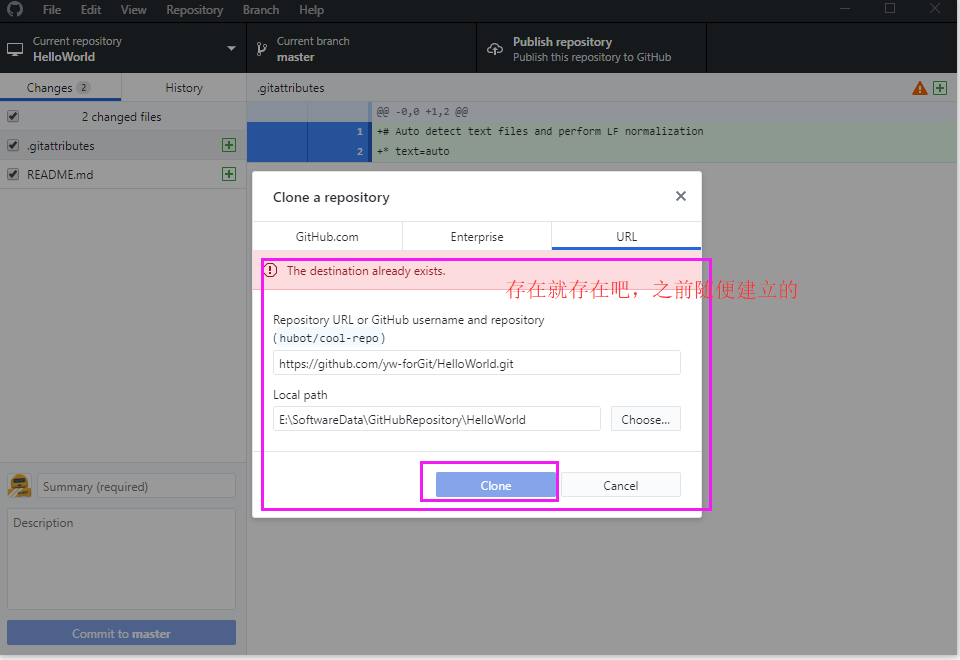 File Edit View Repository Branch Help
Current repository
HelloWorld
Current branch
master
Publish repository
Publish this repository to GitHub
Changes 2
History
.gitattributes
2 changed files
.gitattributes
README.md
@@ -0,0 +1,2 @@
1 +# Auto detect text files and perform LF normalization
2 +* text=auto
Clone a repository
GitHub.com
Enterprise
URL
The destination already exists.
存在就存在吧，之前随便建立的
Repository URL or GitHub username and repository
(hubot/cool-repo)
https://github.com/yw-forGit/HelloWorld.git
Local path
E:\SoftwareData\GitHubRepository\HelloWorld
Choose...
Clone
Cancel
Summary (required)
Description
Commit to master